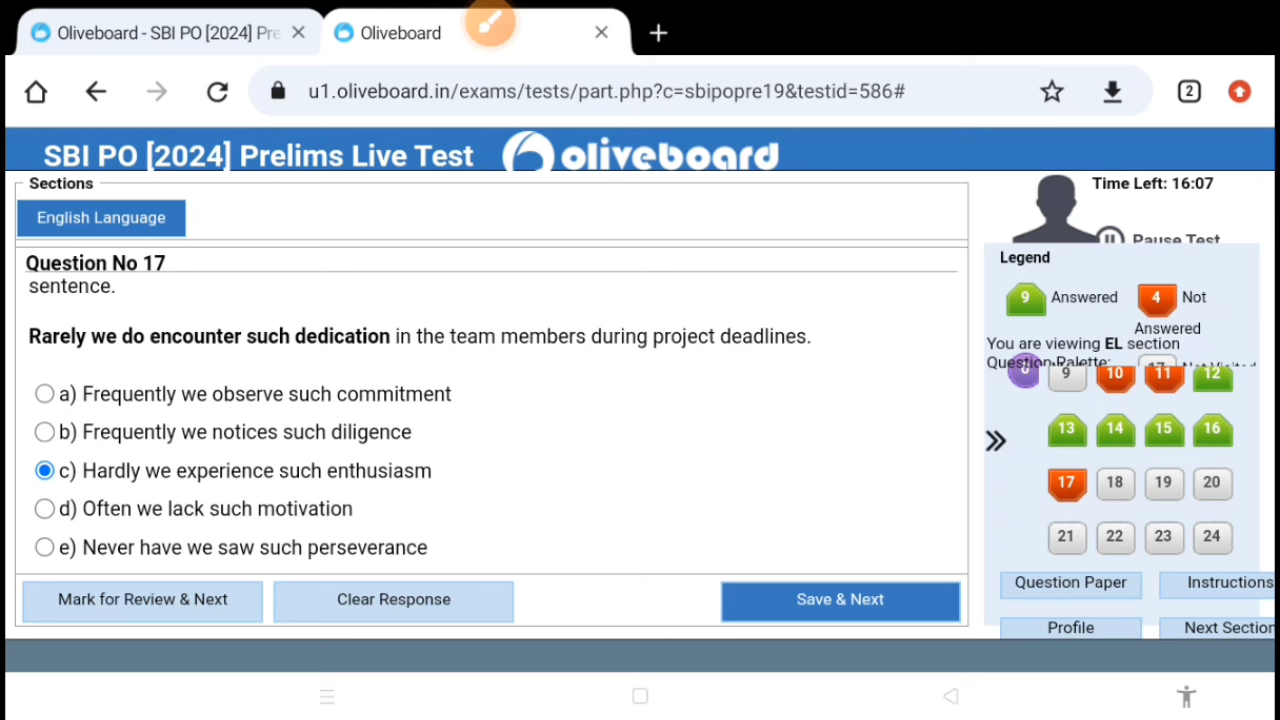 Oliveboard - SBI PO [2024] Pre
Oliveboard
u1.oliveboard.in/exams/tests/part.php?c=sbipopre19&testid=586#
2
SBI PO [2024] Prelims Live Test
oliveboard
Sections
English Language
Time Left: 16:07
Pause Test
Question No 17
sentence.
Rarely we do encounter such dedication in the team members during project deadlines.
a) Frequently we observe such commitment
b) Frequently we notices such diligence
c) Hardly we experience such enthusiasm
d) Often we lack such motivation
e) Never have we saw such perseverance
Mark for Review & Next
Clear Response
Save & Next
Legend
9 Answered 4 Not
Answered
You are viewing EL section
Question Palette:
9 10 11 12
13 14 15 16
17 18 19 20
21 22 23 24
Question Paper
Instructions
Profile
Next Section